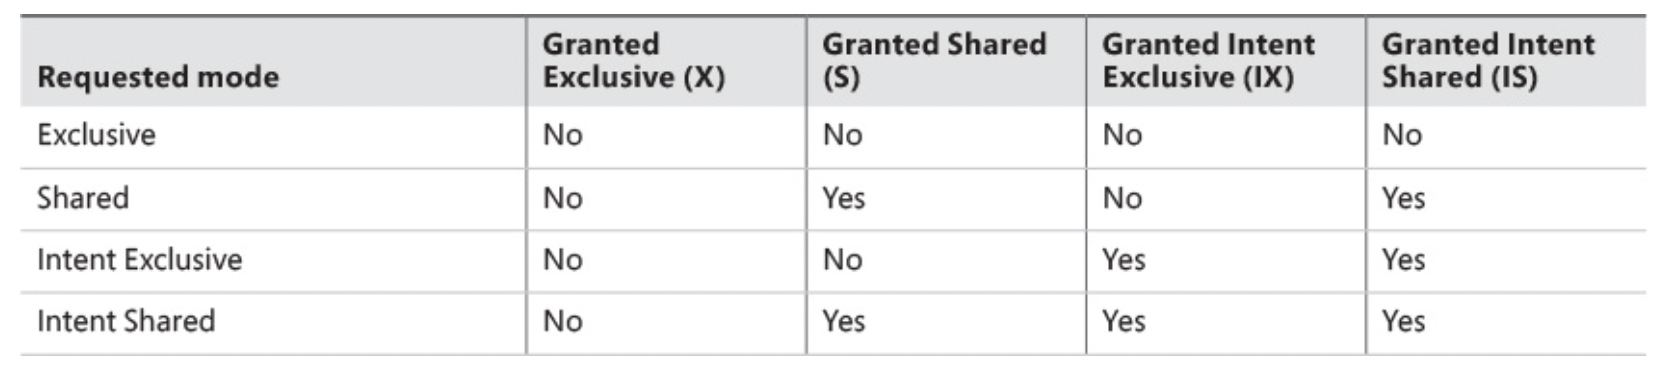 Requested mode Granted Exclusive (X) Granted Shared (S) Granted Intent Exclusive (IX) Granted Intent Shared (IS)
Exclusive No No No No
Shared No Yes No Yes
Intent Exclusive No No Yes Yes
Intent Shared No Yes Yes Yes